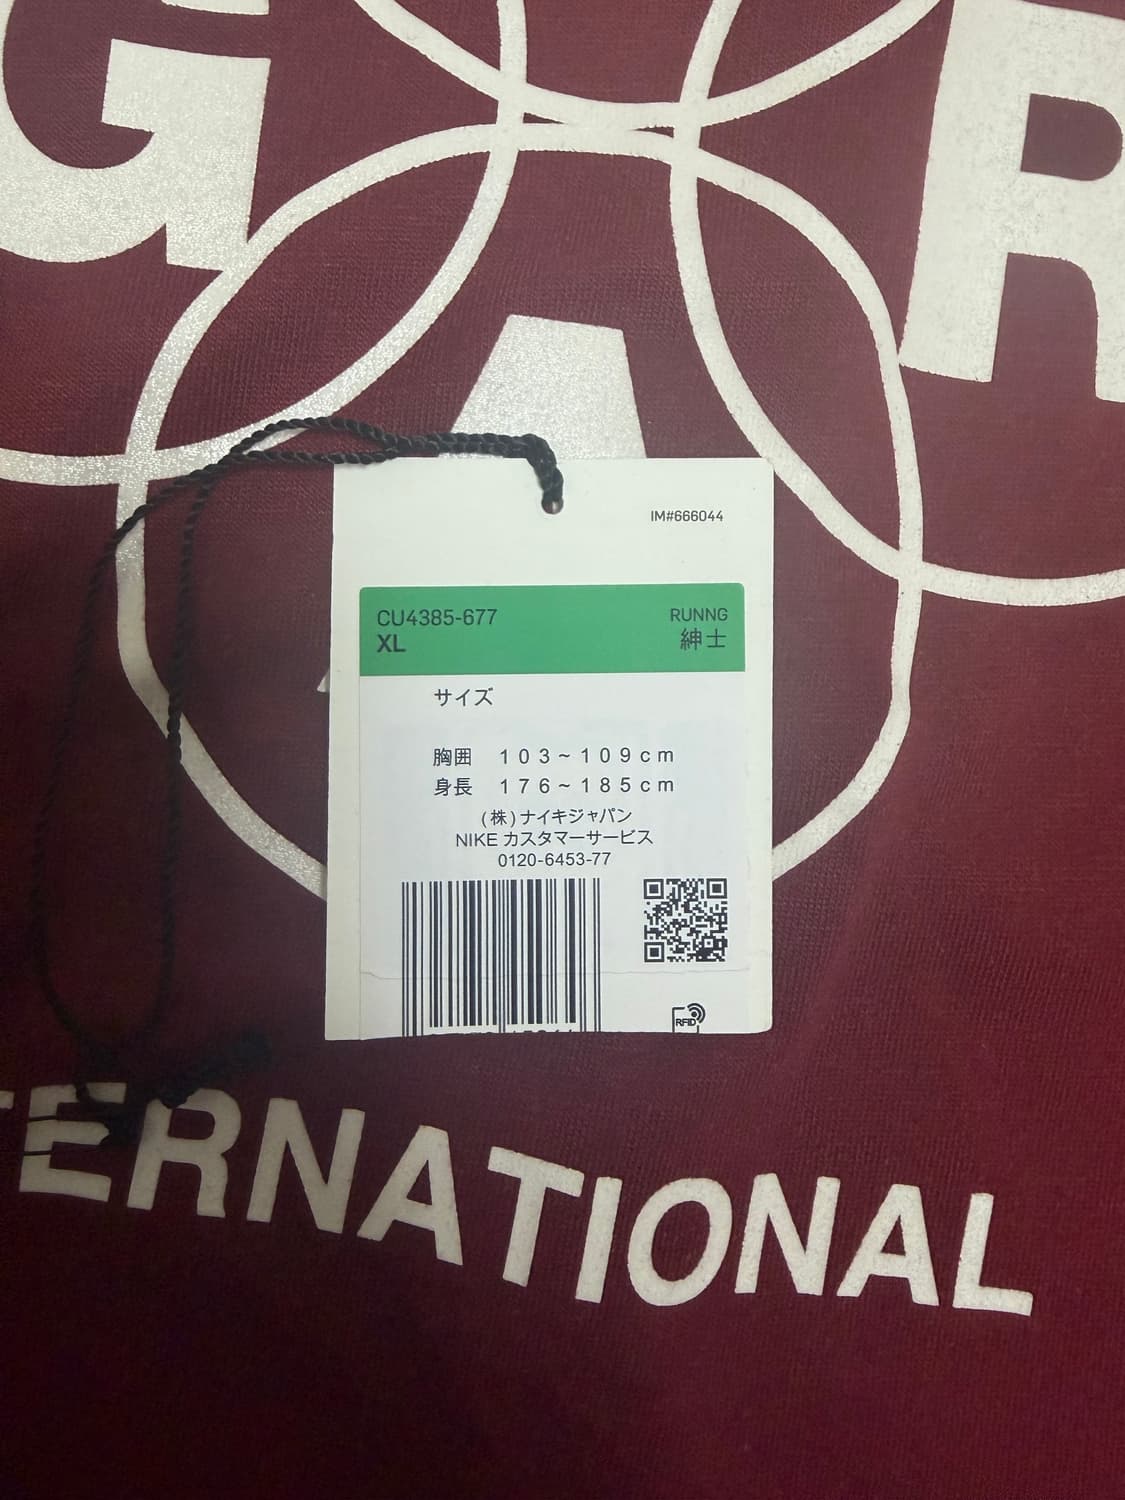 G R
A
IM#666044
CU4385-677 RUNNG
XL 紳士
サイズ
胸囲 103~109cm
身長 176~185cm
(株)ナイキジャパン
NIKE カスタマーサービス
0120-6453-77
RFID
TERNATIONAL